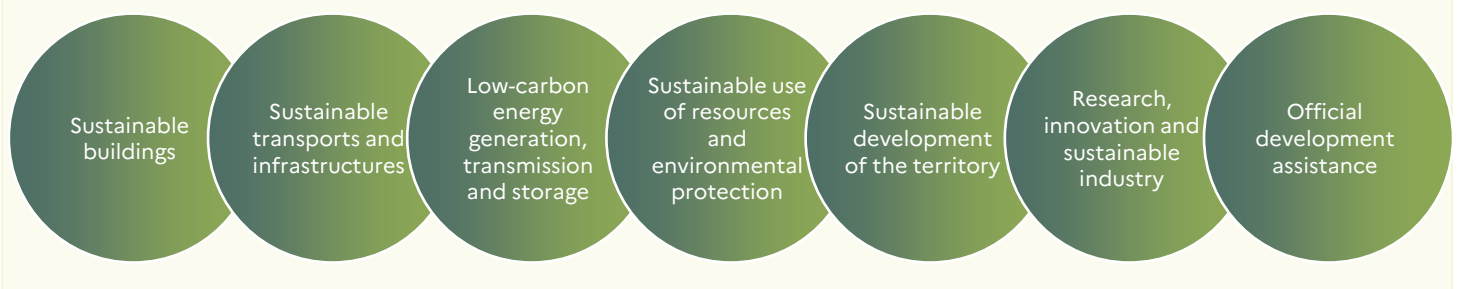 Sustainable
buildings
Sustainable
transports and
infrastructures
Low-carbon
energy
generation,
transmission
and storage
Sustainable use
of resources
and
environmental
protection
Sustainable
development
of the territory
Research,
innovation and
sustainable
industry
Official
development
assistance